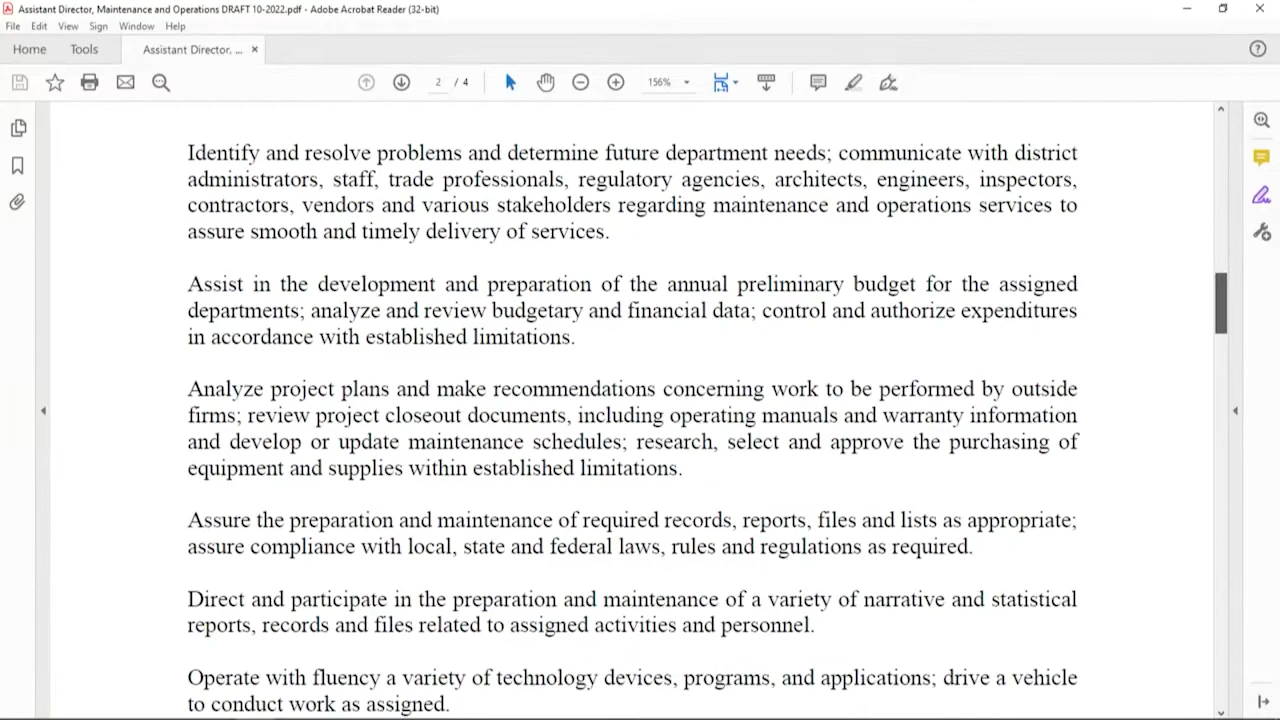 Assistant Director, Maintenance and Operations DRAFT 10-2022.pdf - Adobe Acrobat Reader (32-bit)
File Edit View Sign Window Help
Home Tools Assistant Director, ... ×
2 / 4 156%
Identify and resolve problems and determine future department needs; communicate with district
administrators, staff, trade professionals, regulatory agencies, architects, engineers, inspectors,
contractors, vendors and various stakeholders regarding maintenance and operations services to
assure smooth and timely delivery of services.
Assist in the development and preparation of the annual preliminary budget for the assigned
departments; analyze and review budgetary and financial data; control and authorize expenditures
in accordance with established limitations.
Analyze project plans and make recommendations concerning work to be performed by outside
firms; review project closeout documents, including operating manuals and warranty information
and develop or update maintenance schedules; research, select and approve the purchasing of
equipment and supplies within established limitations.
Assure the preparation and maintenance of required records, reports, files and lists as appropriate;
assure compliance with local, state and federal laws, rules and regulations as required.
Direct and participate in the preparation and maintenance of a variety of narrative and statistical
reports, records and files related to assigned activities and personnel.
Operate with fluency a variety of technology devices, programs, and applications; drive a vehicle
to conduct work as assigned.